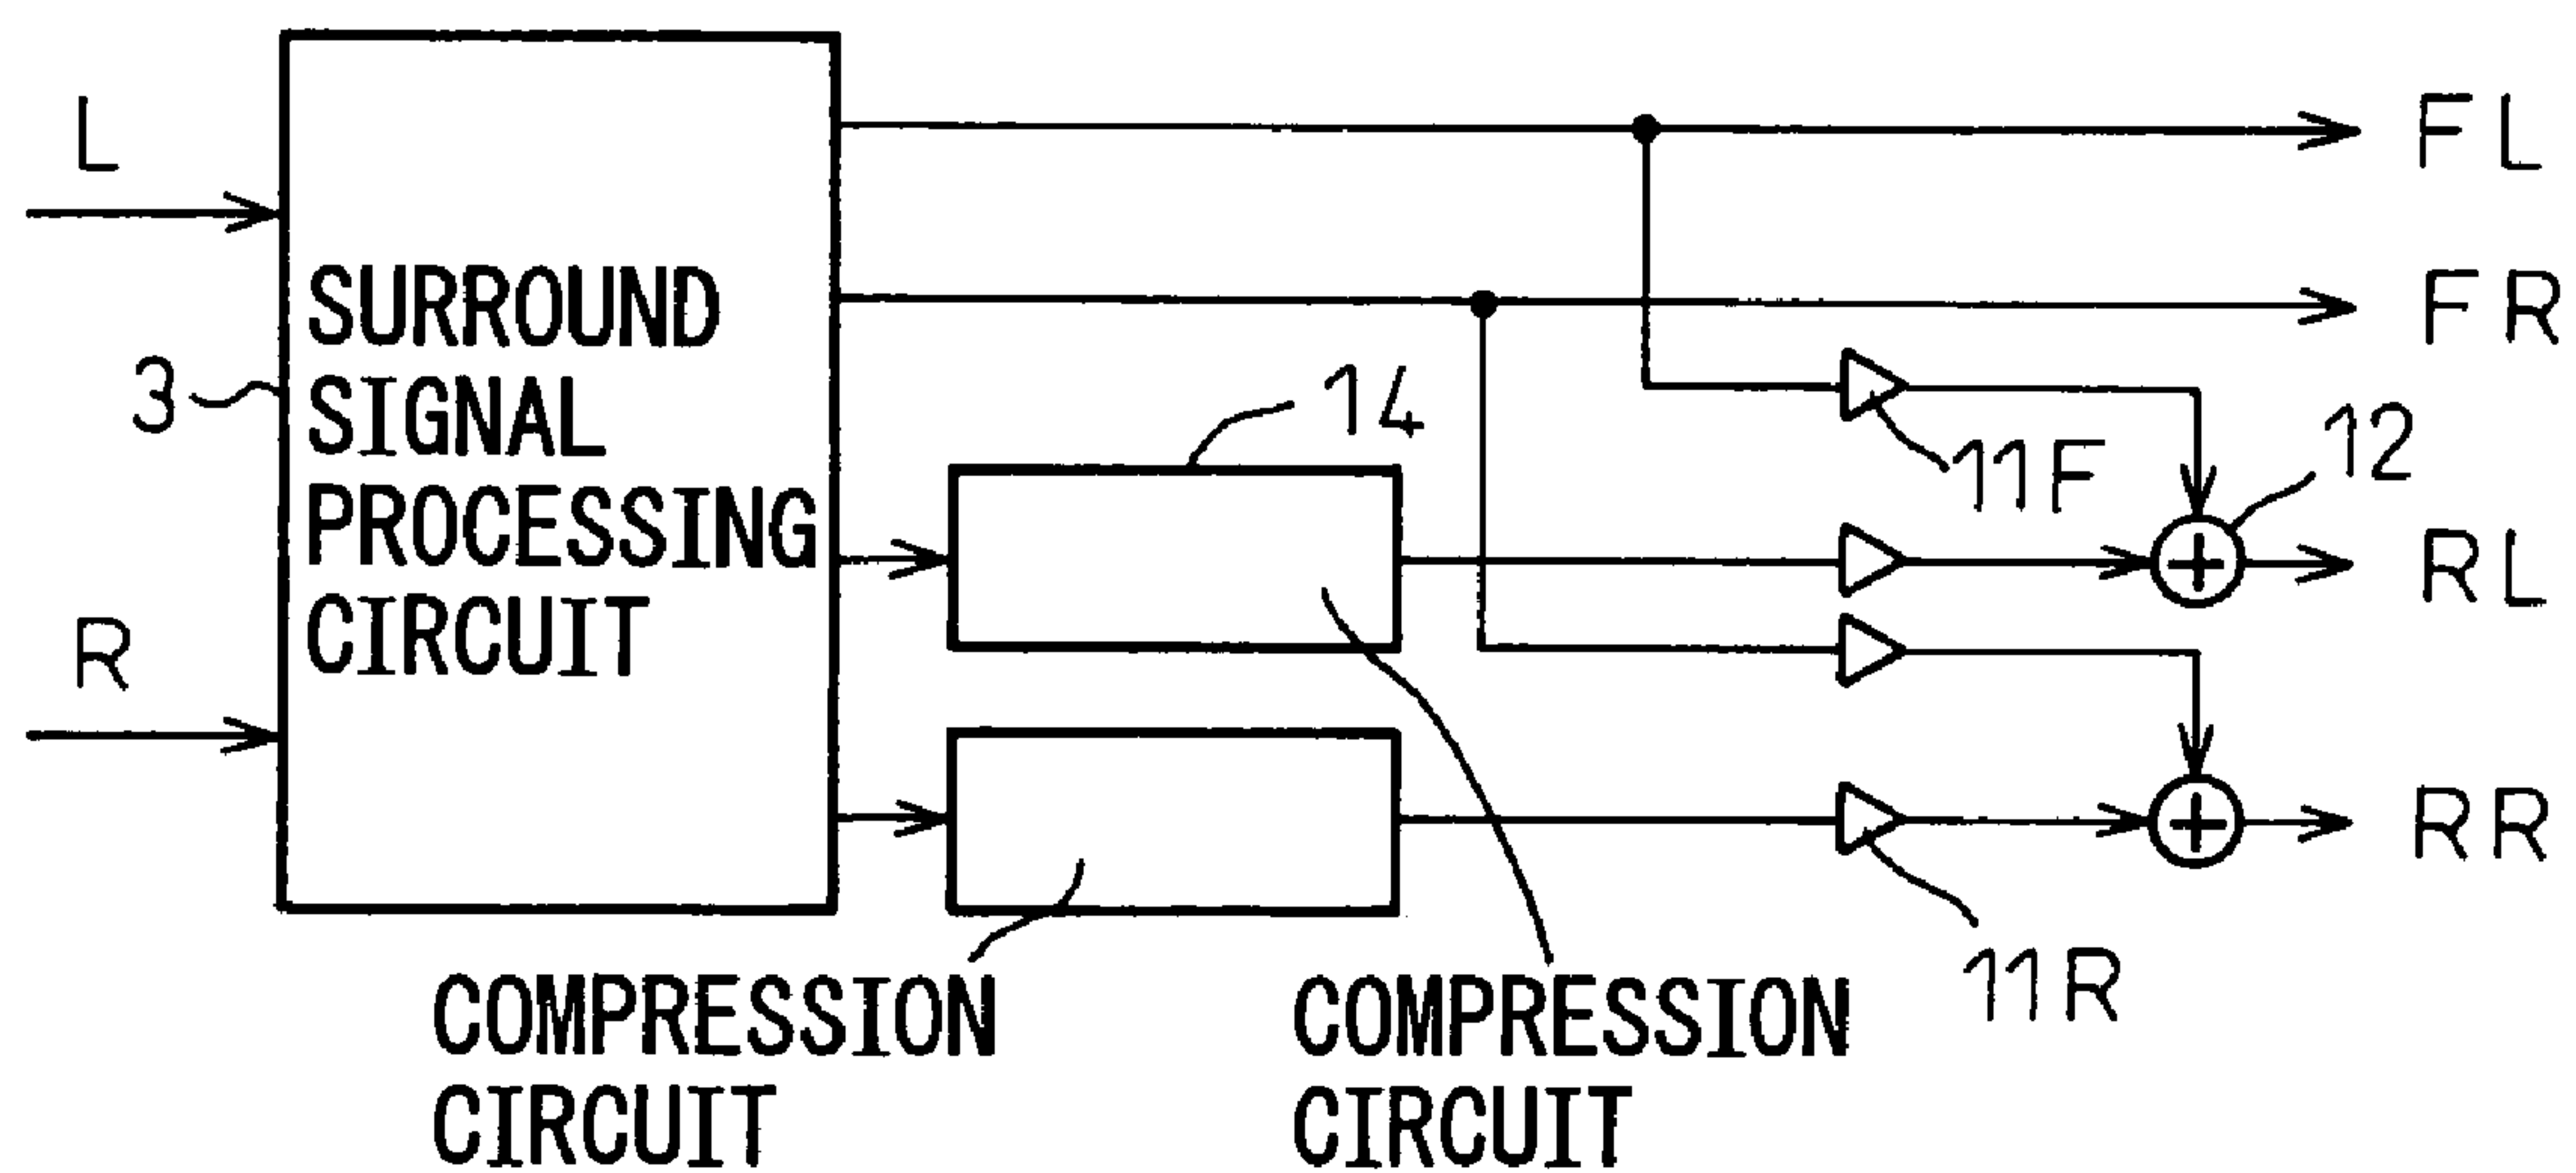 L
FL
FR
SURROUND
SIGNAL
PROCESSING
CIRCUIT
3
14
11F
12
RL
R
RR
11R
COMPRESSION
CIRCUIT
COMPRESSION
CIRCUIT